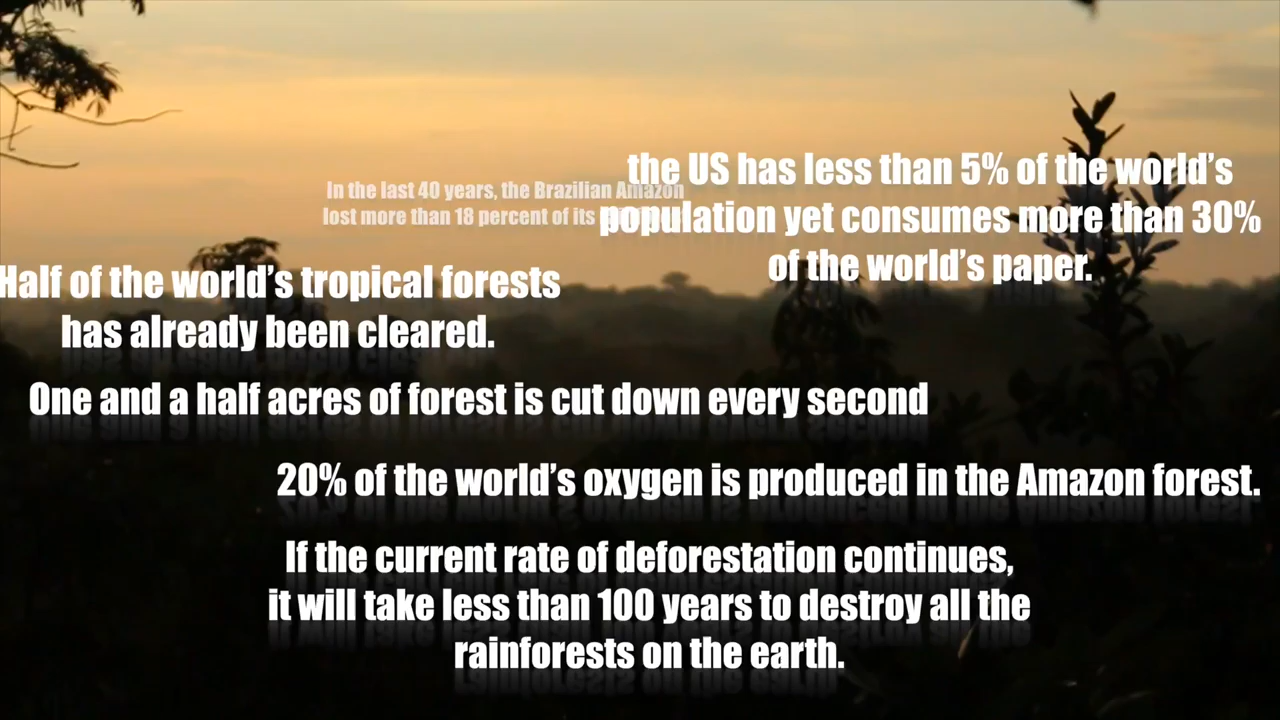 the US has less than 5% of the world's
population yet consumes more than 30%
of the world's paper.
In the last 40 years, the Brazilian Amazon
lost more than 18 percent of its
Half of the world's tropical forests
has already been cleared.
One and a half acres of forest is cut down every second
20% of the world's oxygen is produced in the Amazon forest.
If the current rate of deforestation continues,
it will take less than 100 years to destroy all the
rainforests on the earth.